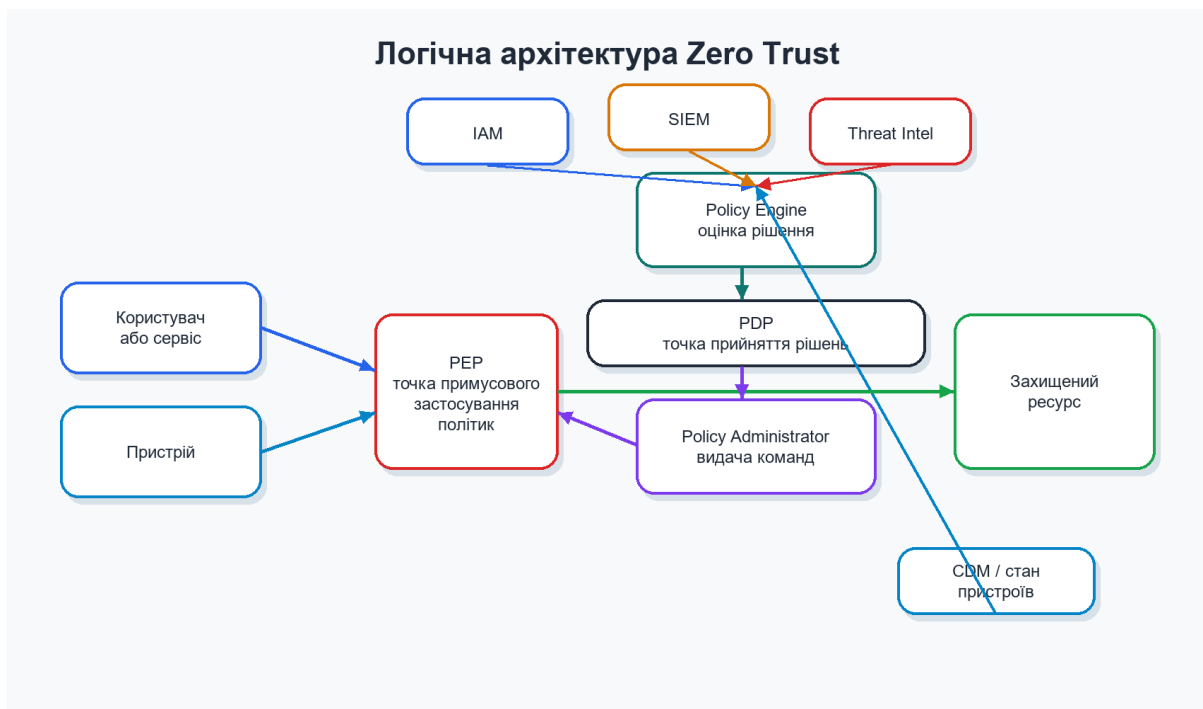 Логічна архітектура Zero Trust
IAM
SIEM
Threat Intel
Policy Engine
оцінка рішення
Користувач
або сервіс
PDP
точка прийняття рішень
PEP
точка примусового
застосування
політик
Захищений
ресурс
Пристрій
Policy Administrator
видача команд
CDM / стан
пристроїв